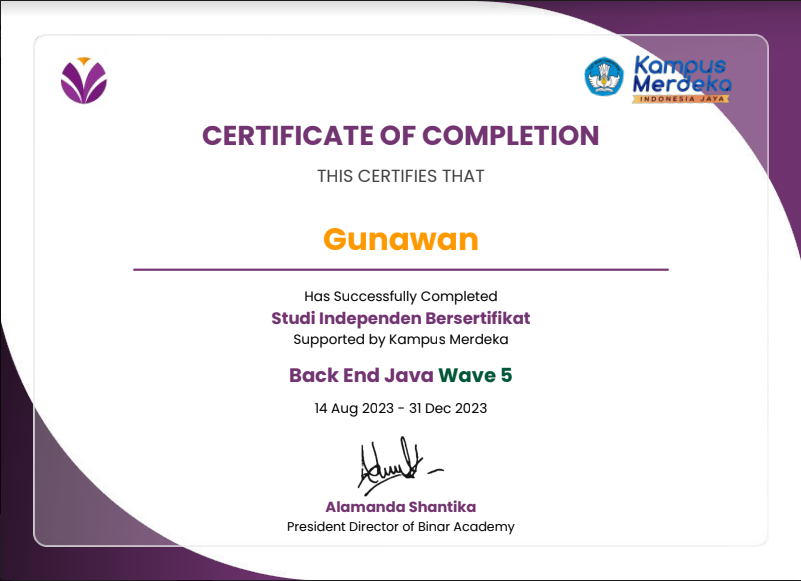 Kampus
Merdeka
INDONESIA JAYA
CERTIFICATE OF COMPLETION
THIS CERTIFIES THAT
Gunawan
Has Successfully Completed
Studi Independen Bersertifikat
Supported by Kampus Merdeka
Back End Java Wave 5
14 Aug 2023 - 31 Dec 2023
Alamanda Shantika
President Director of Binar Academy